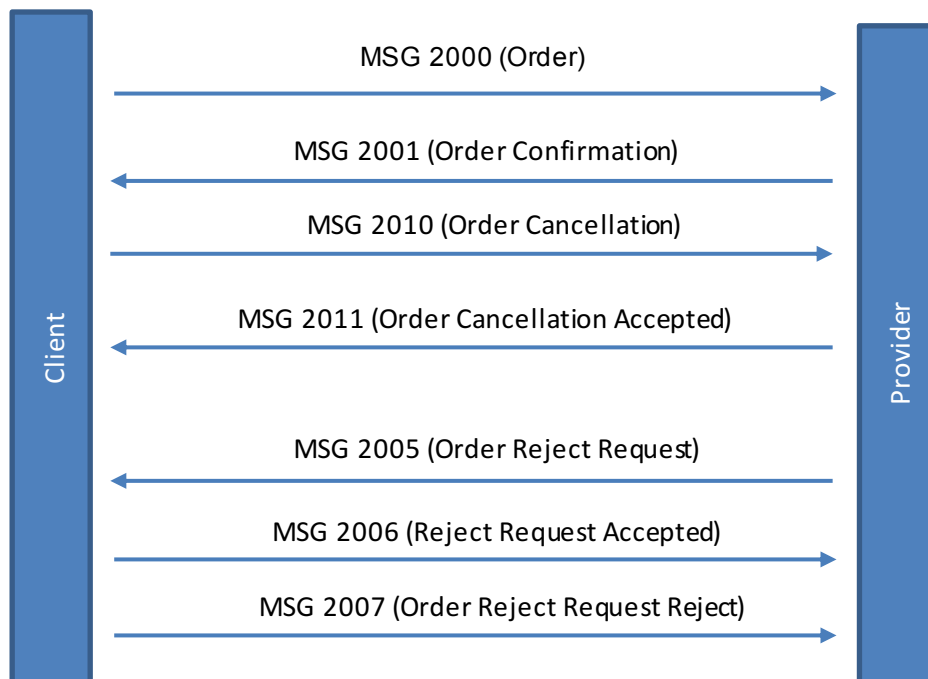 MSG 2000 (Order)
MSG 2001 (Order Confirmation)
MSG 2010 (Order Cancellation)
MSG 2011 (Order Cancellation Accepted)
Client
Provider
MSG 2005 (Order Reject Request)
MSG 2006 (Reject Request Accepted)
MSG 2007 (Order Reject Request Reject)